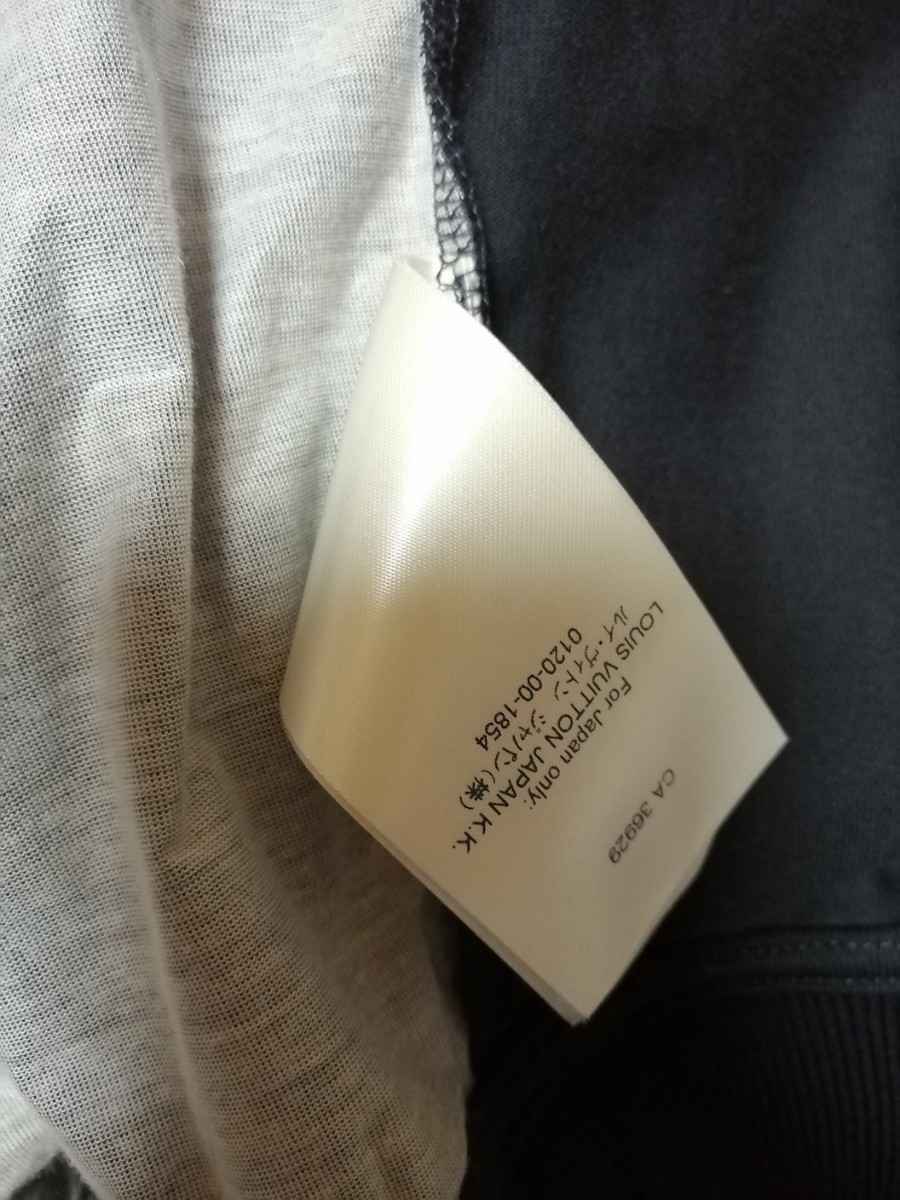 CA 36929
For Japan only:
LOUIS VUITTON JAPAN K.K.
ルイ・ヴィトン ジャパン(株)
0120-00-1854